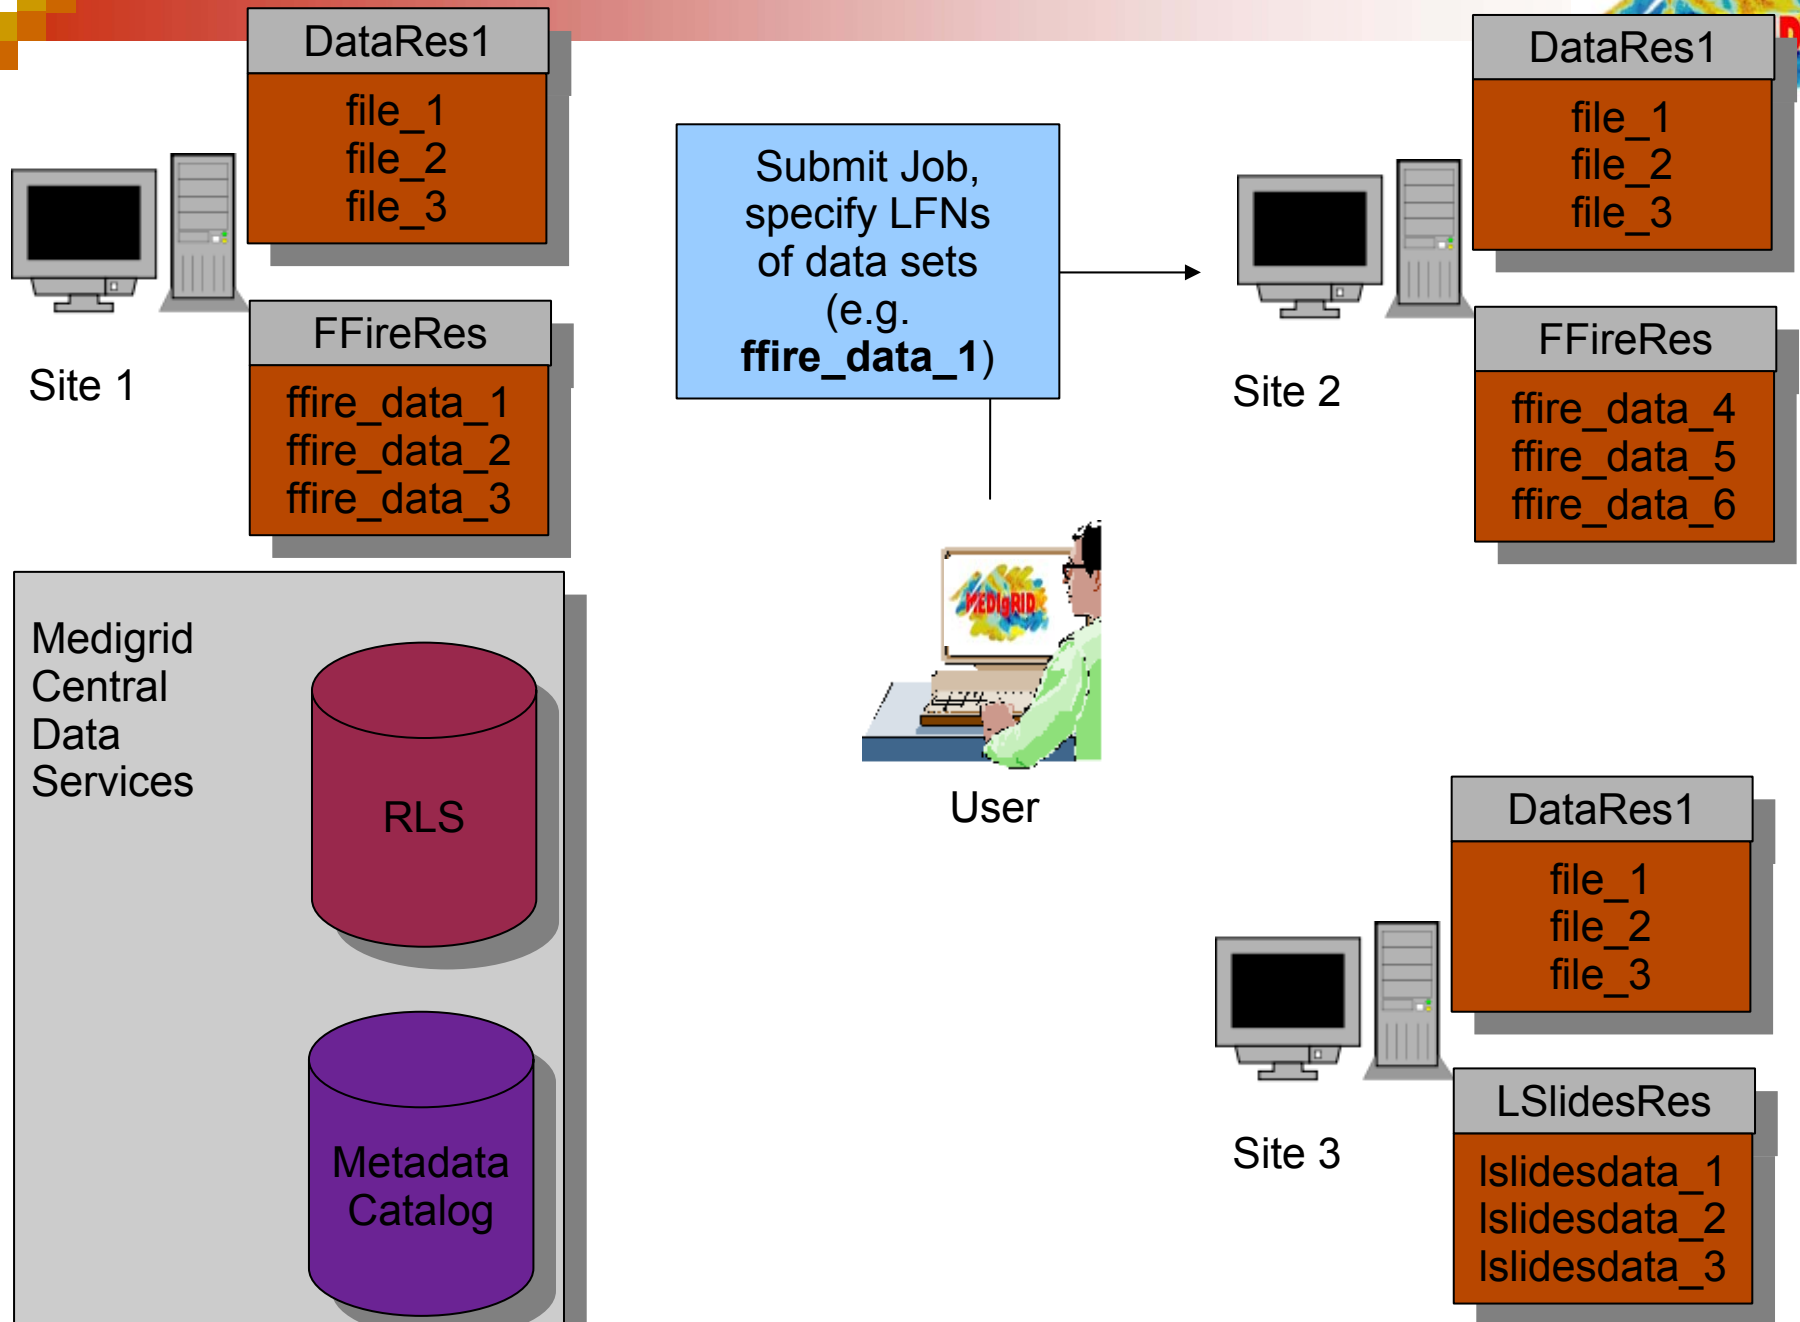 DataRes1
file_1
file_2
file_3
FFireRes
ffire_data_1
ffire_data_2
ffire_data_3
Site 1
Submit Job,
specify LFNs
of data sets
(e.g.
ffire_data_1)
DataRes1
file_1
file_2
file_3
FFireRes
ffire_data_4
ffire_data_5
ffire_data_6
Site 2
Medigrid
Central
Data
Services
RLS
Metadata
Catalog
MEDIgRID
User
DataRes1
file_1
file_2
file_3
LSlidesRes
lslidesdata_1
lslidesdata_2
lslidesdata_3
Site 3